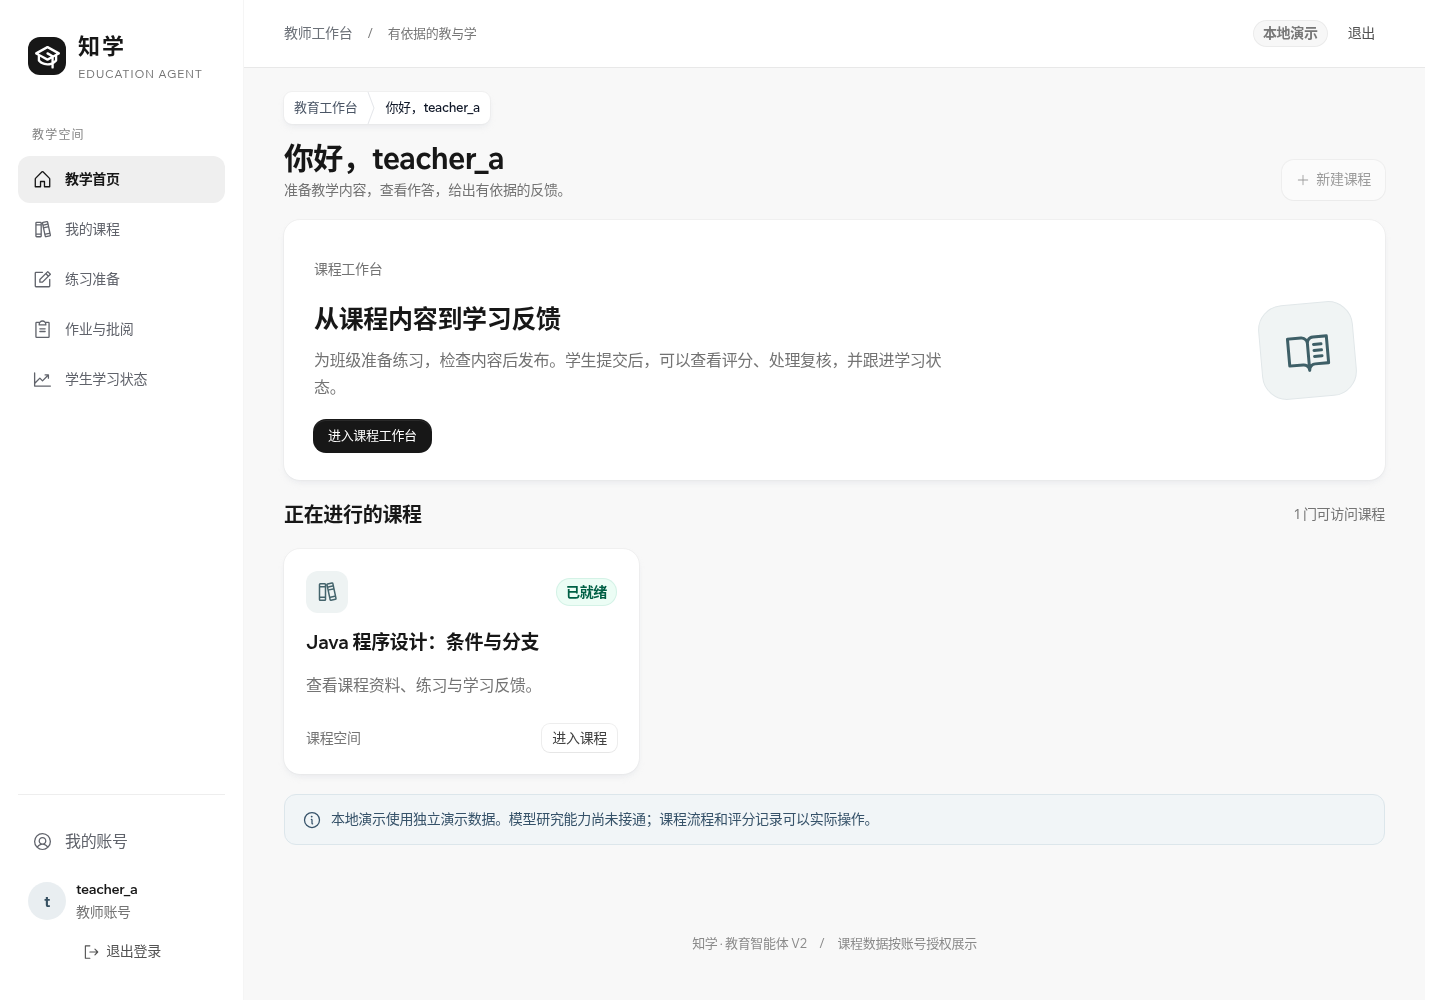 知学
EDUCATION AGENT
教学空间
教学首页
我的课程
练习准备
作业与批阅
学生学习状态
我的账号
t
teacher_a
教师账号
退出登录
教师工作台 / 有依据的教与学
本地演示
退出
教育工作台
你好，teacher_a
你好，teacher_a
准备教学内容，查看作答，给出有依据的反馈。
新建课程
课程工作台
从课程内容到学习反馈
为班级准备练习，检查内容后发布。学生提交后，可以查看评分、处理复核，并跟进学习状
态。
进入课程工作台
正在进行的课程
1 门可访问课程
已就绪
Java 程序设计：条件与分支
查看课程资料、练习与学习反馈。
课程空间
进入课程
本地演示使用独立演示数据。模型研究能力尚未接通；课程流程和评分记录可以实际操作。
知学 · 教育智能体 V2 / 课程数据按账号授权展示